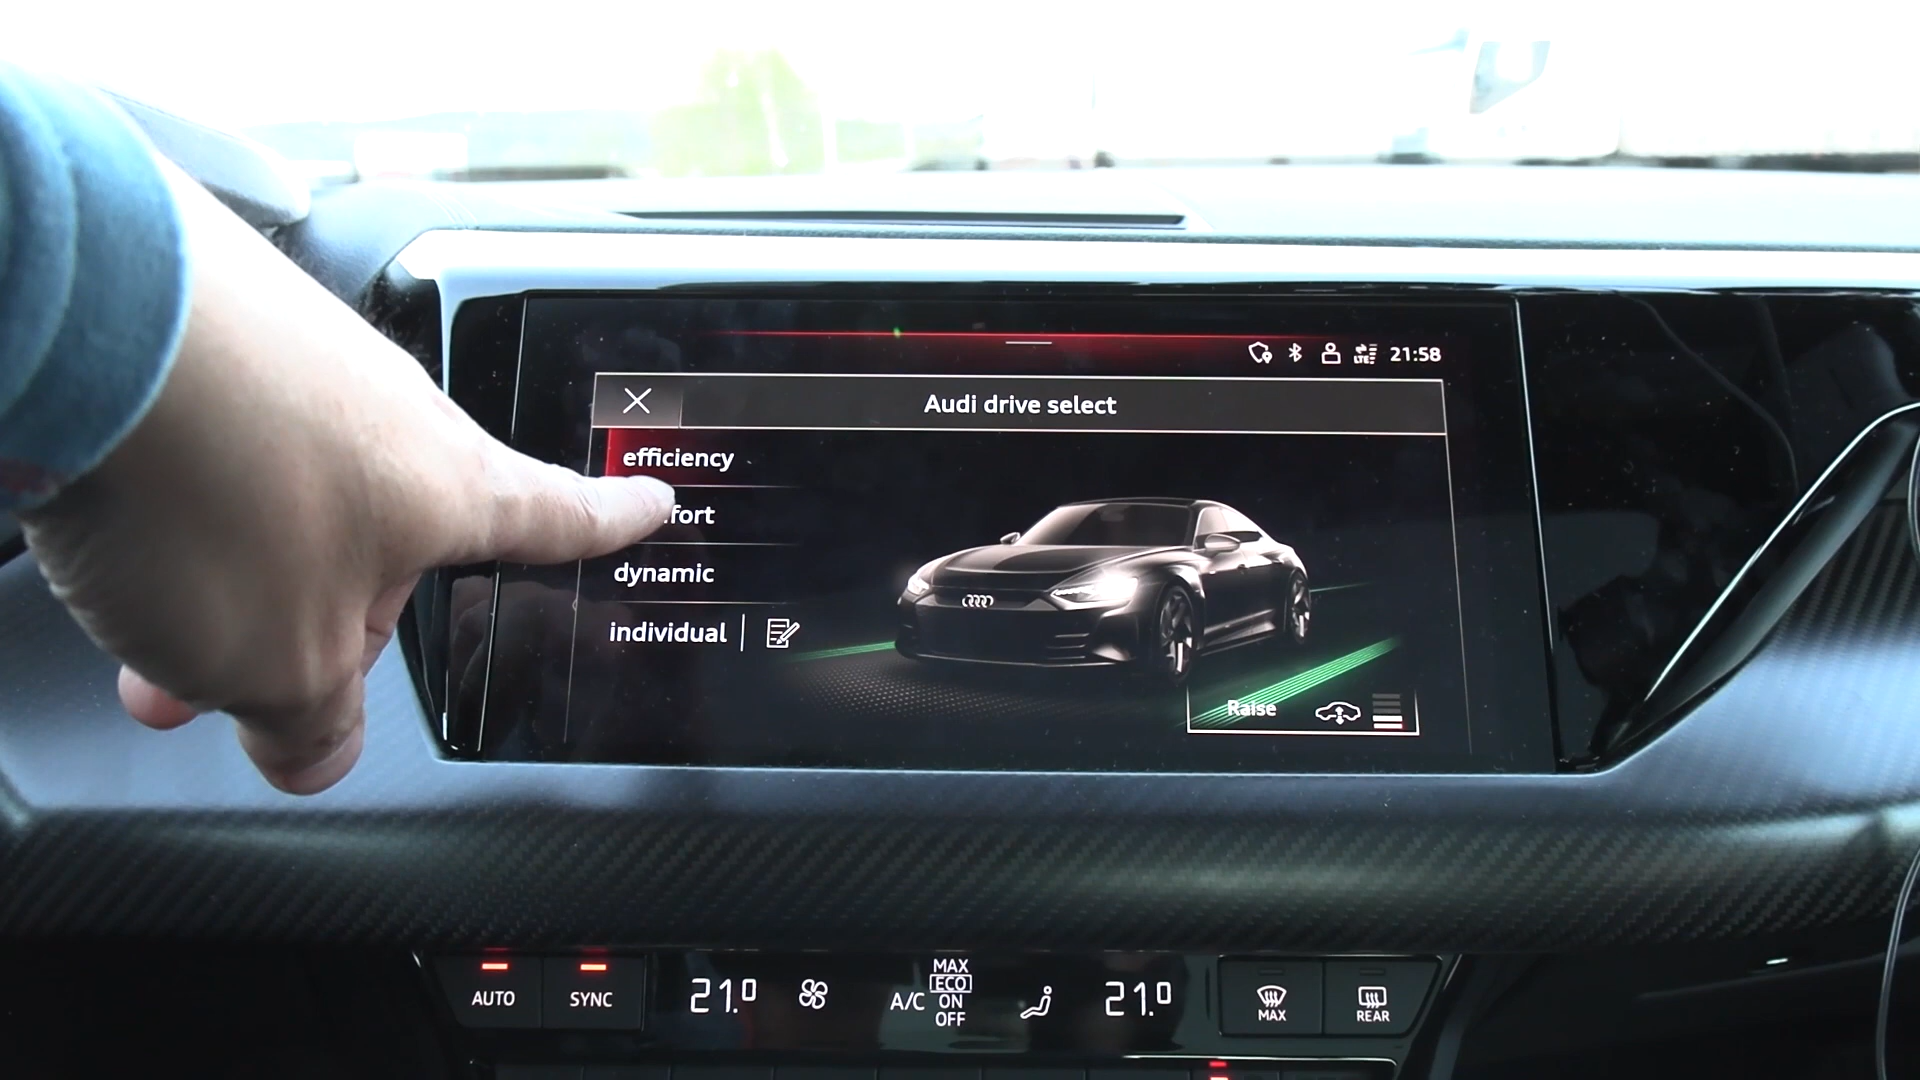 LTE 21:58
Audi drive select
efficiency
fort
dynamic
individual
Raise
AUTO
SYNC
21.0
A/C
MAX
ECO
ON
OFF
21.0
MAX
REAR